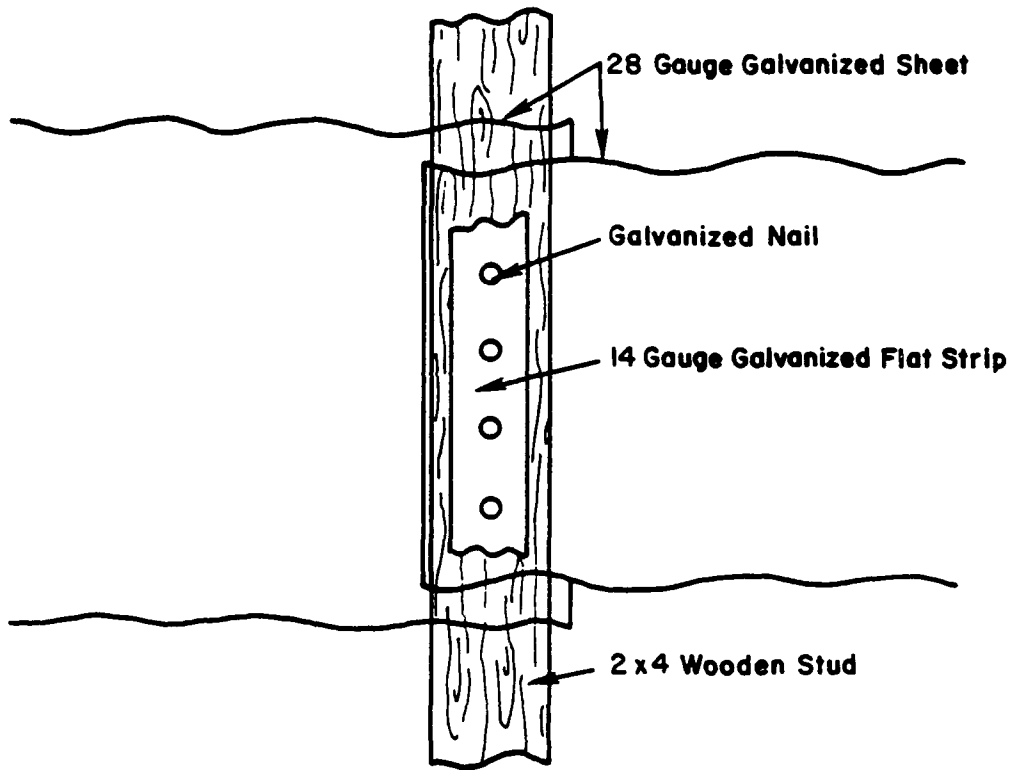 28 Gauge Galvanized Sheet
Galvanized Nail
14 Gauge Galvanized Flat Strip
2 x 4 Wooden Stud